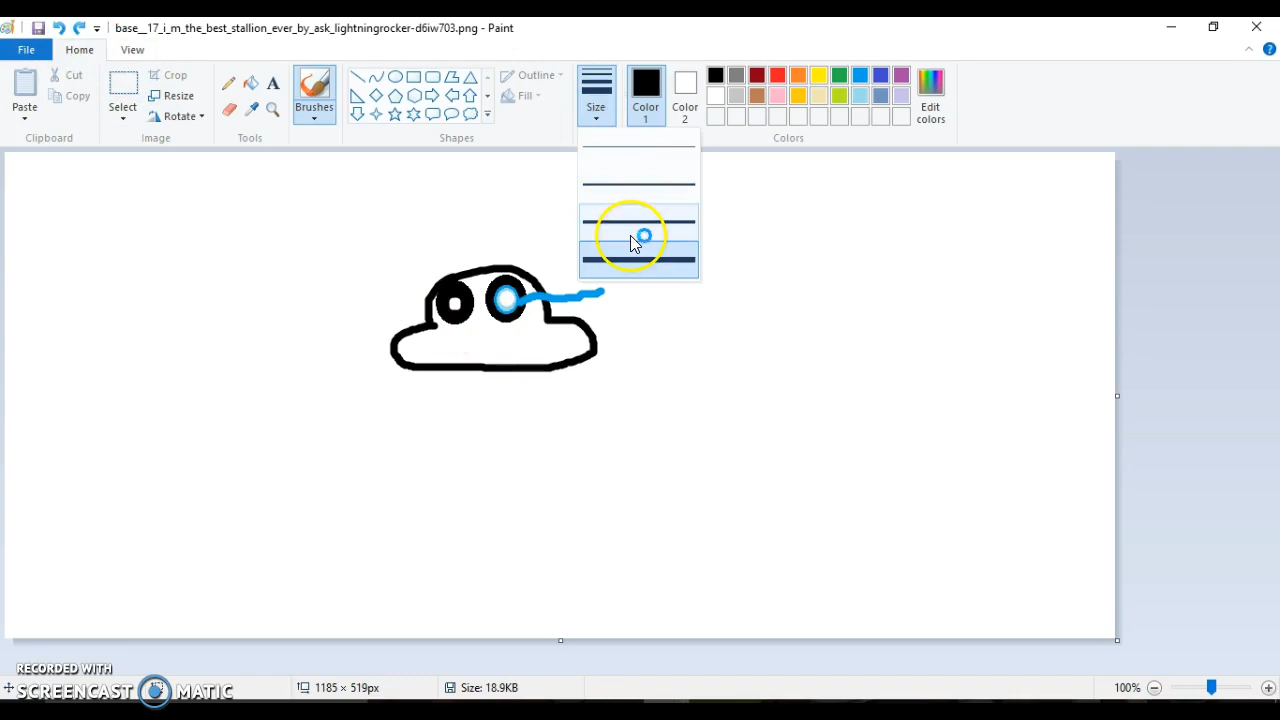 base__17_i_m_the_best_stallion_ever_by_ask_lightningrocker-d6iw703.png - Paint
File Home View
Paste
Cut
Copy
Clipboard
Select
Crop
Resize
Rotate
Image
A
Tools
Brushes
Outline
Fill
Shapes
Size
Color
1
Color
2
Edit
colors
Colors
RECORDED WITH
SCREENCAST MATIC
1185 × 519px
Size: 18.9KB
100%